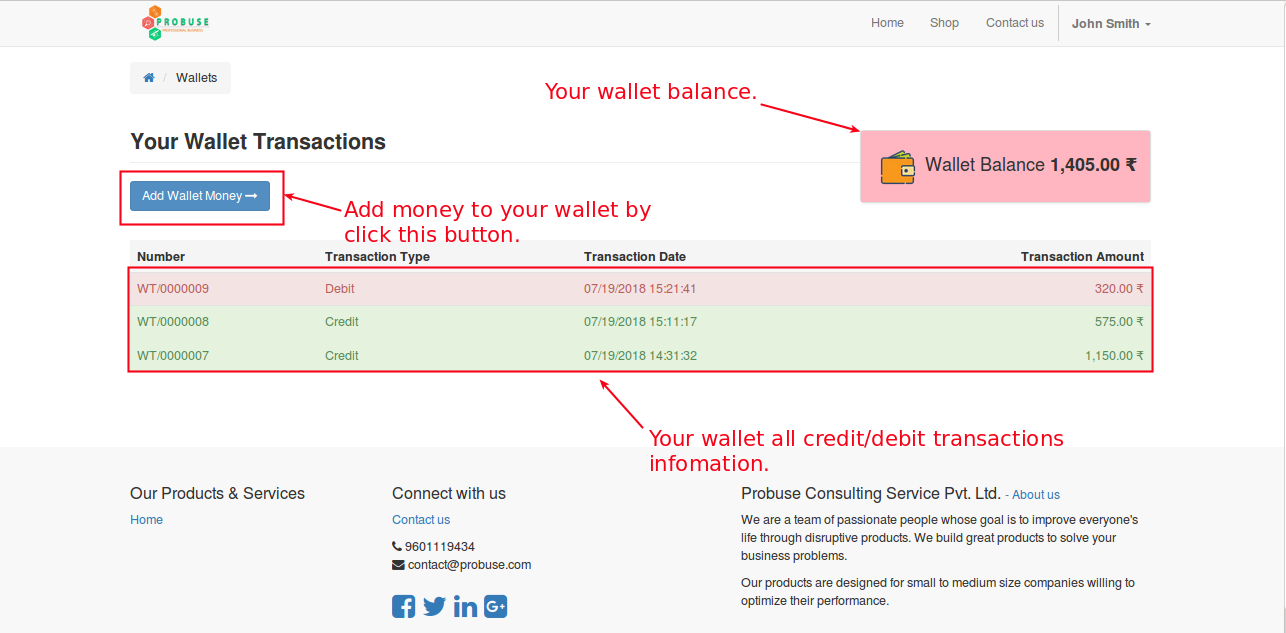 PROBUSE
PROFESSIONAL BUSINESS
Home Shop Contact us John Smith
/ Wallets
Your wallet balance.
Your Wallet Transactions
Wallet Balance 1,405.00 ₹
Add Wallet Money
Add money to your wallet by
click this button.
Number Transaction Type Transaction Date Transaction Amount
WT/0000009 Debit 07/19/2018 15:21:41 320.00 ₹
WT/0000008 Credit 07/19/2018 15:11:17 575.00 ₹
WT/0000007 Credit 07/19/2018 14:31:32 1,150.00 ₹
Your wallet all credit/debit transactions
infomation.
Our Products & Services
Home
Connect with us
Contact us
9601119434
contact@probuse.com
Probuse Consulting Service Pvt. Ltd. - About us
We are a team of passionate people whose goal is to improve everyone's
life through disruptive products. We build great products to solve your
business problems.
Our products are designed for small to medium size companies willing to
optimize their performance.